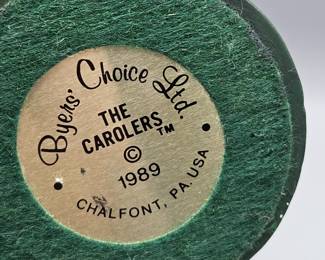 Byers' Choice Ltd.
THE
CAROLERS™
©
1989
CHALFONT, PA. USA